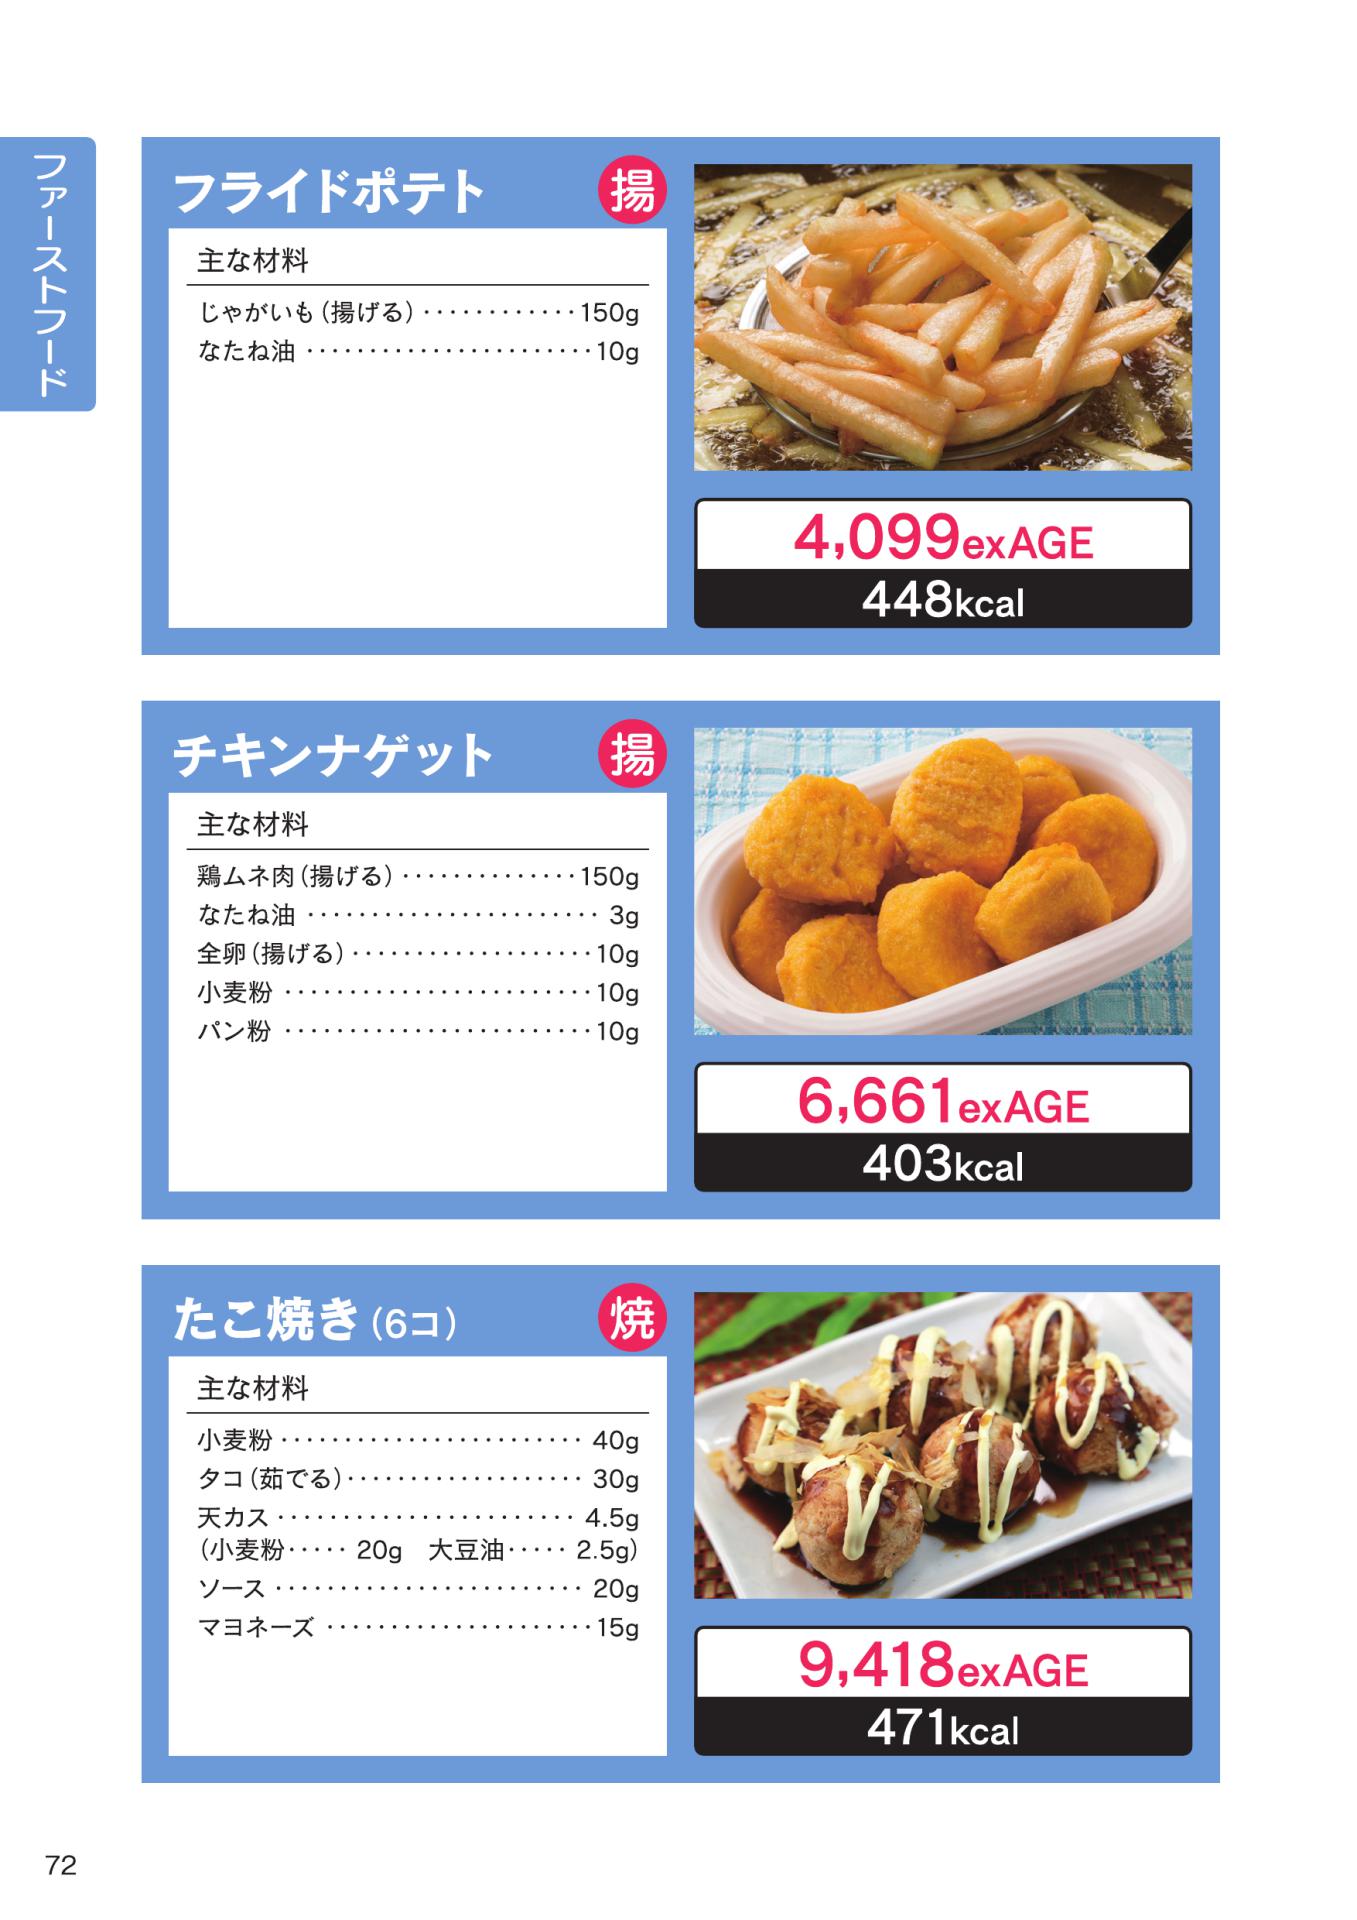 ファーストフード
フライドポテト 揚
主な材料
じゃがいも（揚げる）‥‥‥‥‥‥150g
なたね油 ‥‥‥‥‥‥‥‥‥‥‥10g
4,099exAGE
448kcal
チキンナゲット 揚
主な材料
鶏ムネ肉（揚げる）‥‥‥‥‥‥‥150g
なたね油 ‥‥‥‥‥‥‥‥‥‥‥ 3g
全卵（揚げる）‥‥‥‥‥‥‥‥‥10g
小麦粉 ‥‥‥‥‥‥‥‥‥‥‥‥10g
パン粉 ‥‥‥‥‥‥‥‥‥‥‥‥10g
6,661exAGE
403kcal
たこ焼き（6コ） 焼
主な材料
小麦粉‥‥‥‥‥‥‥‥‥‥‥‥ 40g
タコ（茹でる）‥‥‥‥‥‥‥‥‥ 30g
天カス‥‥‥‥‥‥‥‥‥‥‥‥ 4.5g
（小麦粉‥‥‥ 20g　大豆油‥‥‥ 2.5g）
ソース ‥‥‥‥‥‥‥‥‥‥‥‥ 20g
マヨネーズ ‥‥‥‥‥‥‥‥‥‥15g
9,418exAGE
471kcal
72